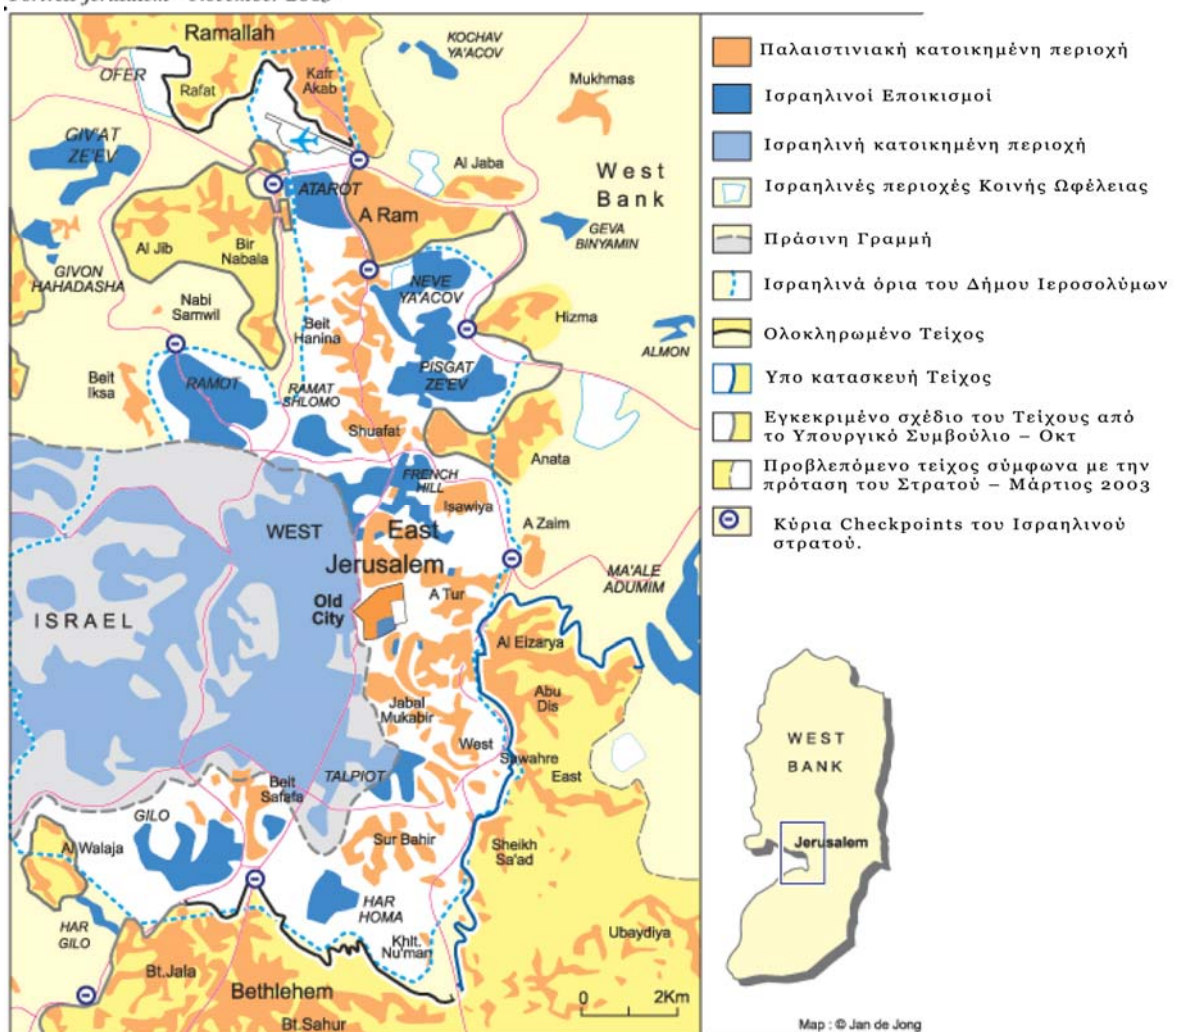 Ramallah
KOCHAV
YA'ACOV
OFER
Rafat
Kafr
Akab
Mukhmas
GIV'AT
ZE'EV
Al Jaba
West
Bank
ATAROT
A Ram
GEVA
BINYAMIN
Al Jib
Bir
Nabala
GIVON
HAHADASHA
NEVE
YA'ACOV
Nabi
Samwil
Hizma
Beit
Hanina
ALMON
Beit
Iksa
RAMOT
RAMAT
SHLOMO
PISGAT
ZE'EV
Shuafat
Anata
FRENCH
HILL
Isawiya
WEST
East
Jerusalem
A Zaim
MA'ALE
ADUMIM
Old
City
A Tur
ISRAEL
Al Eizarya
Abu
Dis
Jabal
Mukabir
West
Sawahre
East
TALPIOT
Beit
Safafa
GILO
Al Walaja
Sur Bahir
Sheikh
Sa'ad
HAR
HOMA
HAR
GILO
Khlt.
Nu'man
Ubaydiya
Bt.Jala
Bethlehem
Bt.Sahur
0 2Km
Παλαιστινιακή κατοικημένη περιοχή
Ισραηλινοί Εποικισμοί
Ισραηλινή κατοικημένη περιοχή
Ισραηλινές περιοχές Κοινής Ωφέλειας
Πράσινη Γραμμή
Ισραηλινά όρια του Δήμου Ιεροσολύμων
Ολοκληρωμένο Τείχος
Υπο κατασκευή Τείχος
Εγκεκριμένο σχέδιο του Τείχους από
το Υπουργικό Συμβούλιο – Οκτ
Προβλεπόμενο τείχος σύμφωνα με την
πρόταση του Στρατού – Μάρτιος 2003
Κύρια Checkpoints του Ισραηλινού
στρατού.
WEST
BANK
Jerusalem
Map : © Jan de Jong